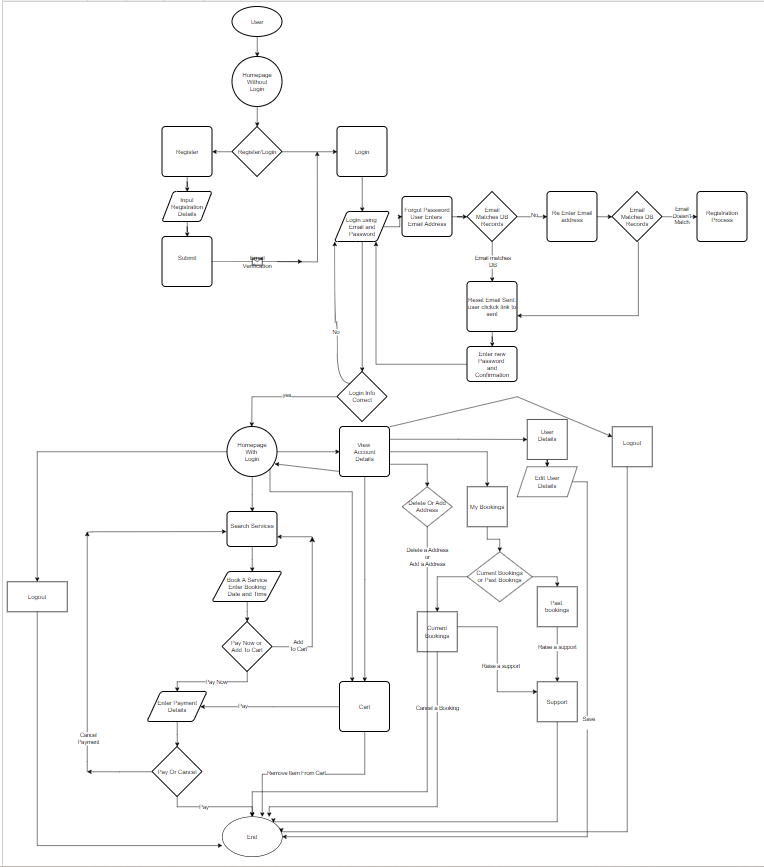 User
Homepage
Without
Login
Register
Register/Login
Login
Input
Registration
Details
Login using
Email and
Password
Forgut Password
User Enters
Email Address
Email
Matches DB
Records
No
Re Enter Email
address
Email
Matches DB
Records
Email
Doesn't
Match
Registration
Process
Submit
Email
Verification
Email matches
DB
Reset Email Sent,
user clickck link to
sent
No
Enter new
Password
and
Confirmation
Login Info
Correct
yes
Homepage
With
Login
View
Account
Details
User
Details
Logout
Edit User
Details
Delete Or Add
Address
My Bookings
Search Services
Delete a Address
or
Add a Address
Current Bookings
or Past Bookings
Book A Service
Enter Booking
Date and Time
Logout
Past
bookings
Current
Bookings
Pay Now or
Add To Cart
Add
To Cart
Raise a support
Raise a support
Pay Now
Enter Payment
Details
Pay
Cart
Cancel a Booking
Support
Save
Cancel
Payment
Pay Or Cancel
Remove Item From Cart
Pay
End